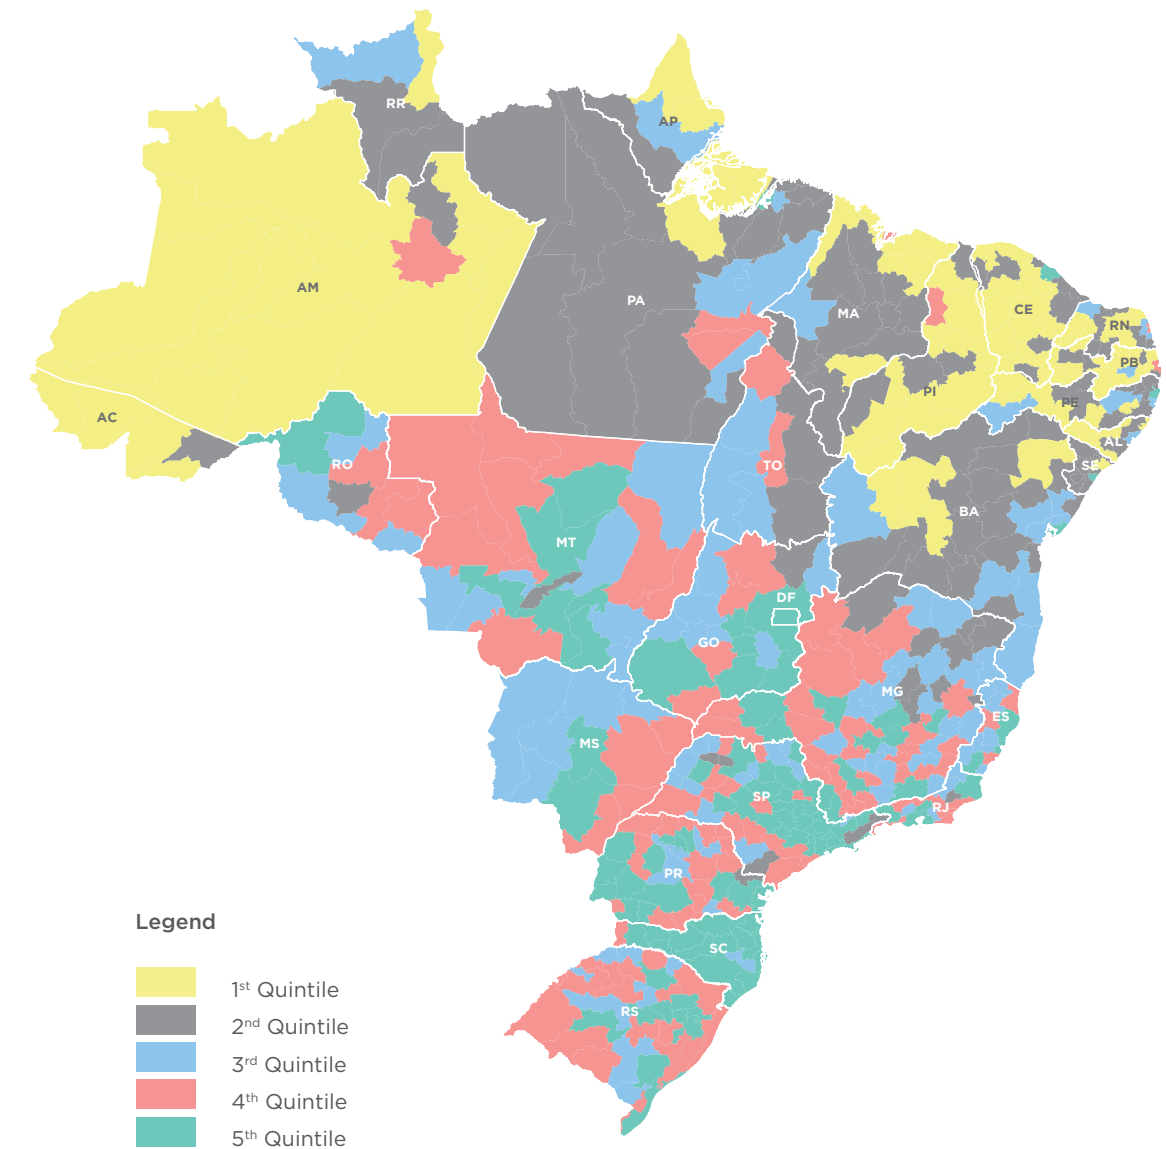 RR
AP
AM
PA
MA
CE
RN
PB
PI
PE
AC
AL
SE
RO
TO
BA
MT
DF
GO
MG
ES
MS
SP
RJ
PR
SC
RS
Legend
1st Quintile
2nd Quintile
3rd Quintile
4th Quintile
5th Quintile